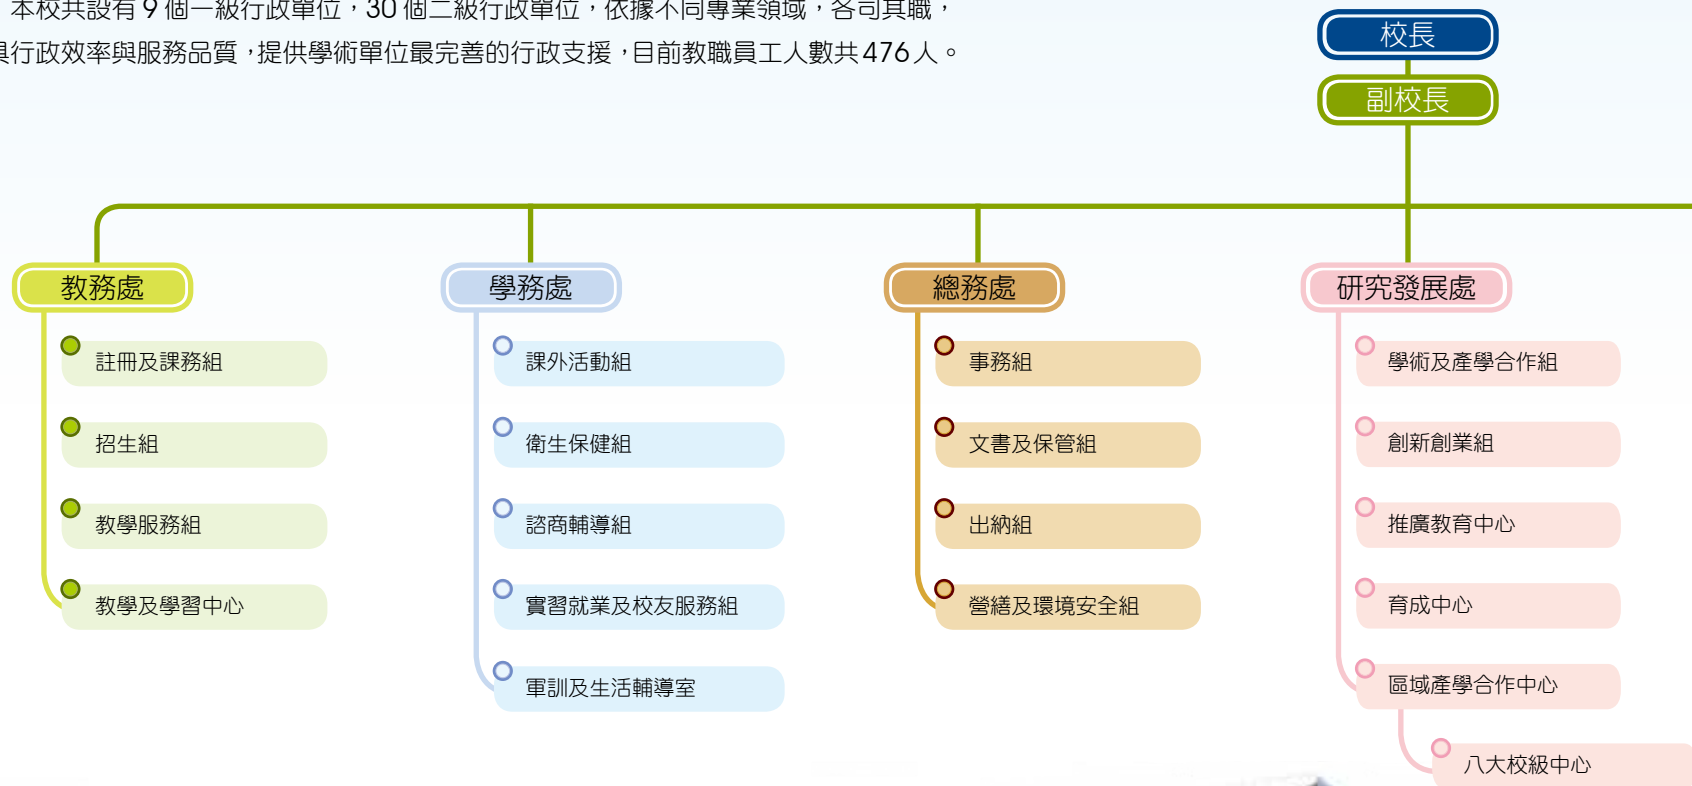 本校共設有 9 個一級行政單位，30 個二級行政單位，依據不同專業領域，各司其職，
行政效率與服務品質，提供學術單位最完善的行政支援，目前教職員工人數共 476 人。
校長
副校長
教務處
註冊及課務組
招生組
教學服務組
教學及學習中心
學務處
課外活動組
衛生保健組
諮商輔導組
實習就業及校友服務組
軍訓及生活輔導室
總務處
事務組
文書及保管組
出納組
營繕及環境安全組
研究發展處
學術及產學合作組
創新創業組
推廣教育中心
育成中心
區域產學合作中心
八大校級中心